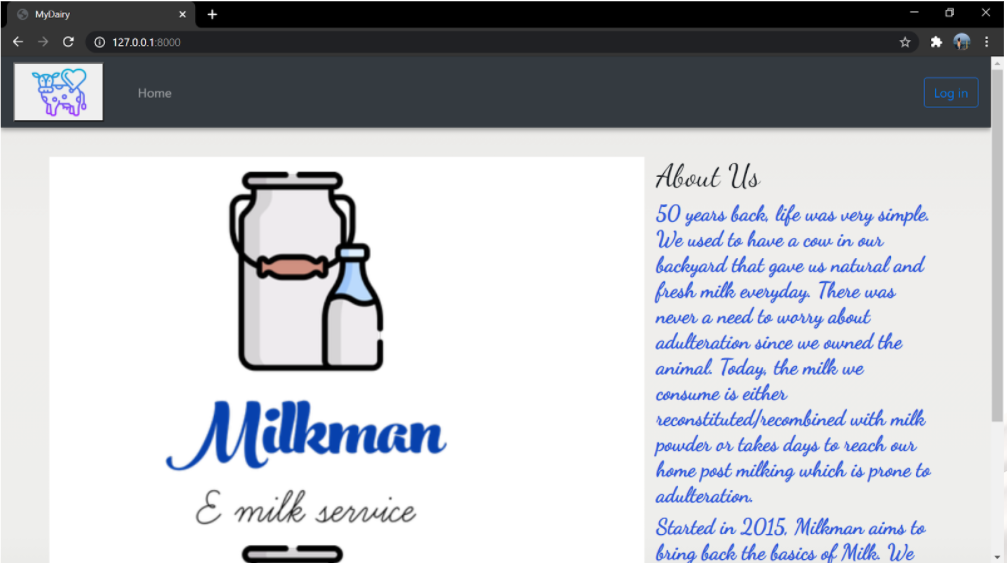 MyDairy
127.0.0.1:8000
Home
Log in
Milkman
E milk service
About Us
50 years back, life was very simple.
We used to have a cow in our
backyard that gave us natural and
fresh milk everyday. There was
never a need to worry about
adulteration since we owned the
animal. Today, the milk we
consume is either
reconstituted/recombined with milk
powder or takes days to reach our
home post milking which is prone to
adulteration.
Started in 2015, Milkman aims to
bring back the basics of Milk. We